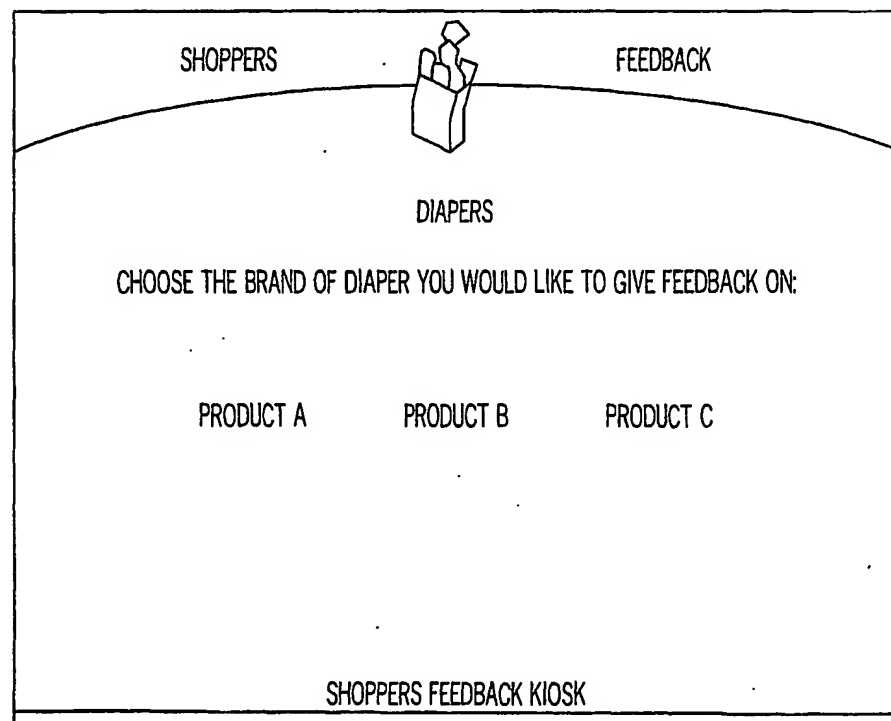 SHOPPERS FEEDBACK
DIAPERS
CHOOSE THE BRAND OF DIAPER YOU WOULD LIKE TO GIVE FEEDBACK ON:
PRODUCT A PRODUCT B PRODUCT C
SHOPPERS FEEDBACK KIOSK